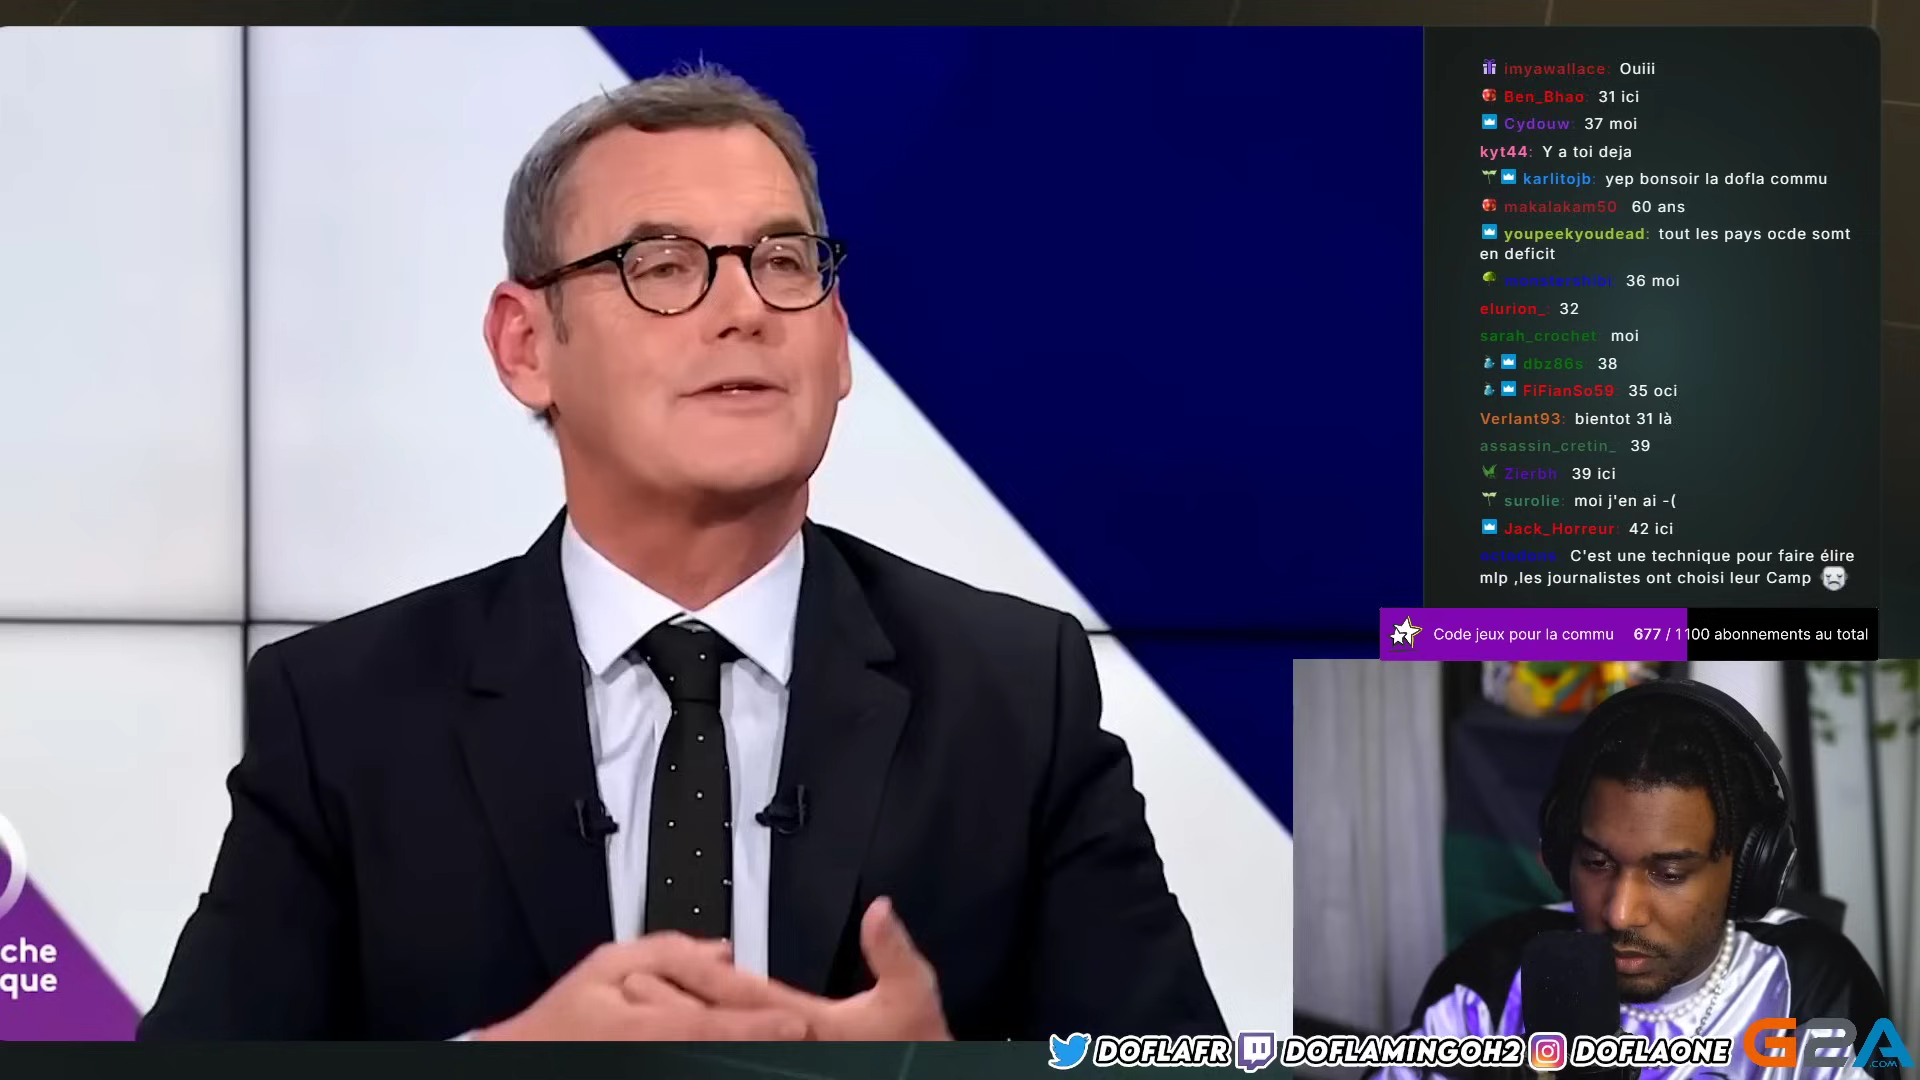 imyawallace: Ouiii
Ben_Bhao: 31 ici
Cydouw: 37 moi
kyt44: Y a toi deja
karlitojb: yep bonsoir la dofla commu
makalakam50 60 ans
youpeekyoudead: tout les pays ocde somt
en deficit
36 moi
elurion_: 32
sarah_crochet moi
dbz86s: 38
FiFianSo59: 35 oci
Verlant93: bientot 31 là
assassin_cretin_ 39
Zierbh 39 ici
surolie: moi j'en ai -(
Jack_Horreur: 42 ici
C'est une technique pour faire élire
mlp ,les journalistes ont choisi leur Camp
Code jeux pour la commu 677 / 1100 abonnements au total
che
que
DOFLAFR DOFLAMINGOH2 DOFLAONE G2A
.COM